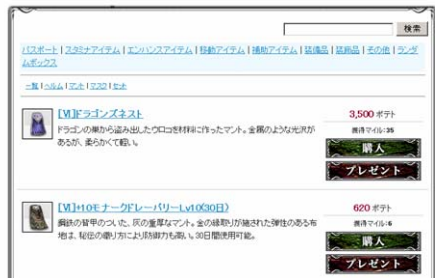 検索
パスポート | スタミナアイテム | エンハンスアイテム | 移動アイテム | 補助アイテム | 装備品 | 装飾品 | その他 | ランダ
ムボックス
一覧 | ヘルム | マント | マスク | セット
[VI]ドラゴンズネスト
3,500 ポテト
ドラゴンの巣から盗み出したウロコを材料に作ったマント。金属のような光沢が
あるが、柔らかくて軽い。
獲得マイル:35
購入
プレゼント
[VI]+10モナークドレーパリーLv10(30日)
620 ポテト
鋼鉄の背甲のついた、灰の重厚なマント。金の縁取りが施された弾性のある布
地は、秘伝の織り方により防御力も高い。30日間使用可能。
獲得マイル:6
購入
プレゼント